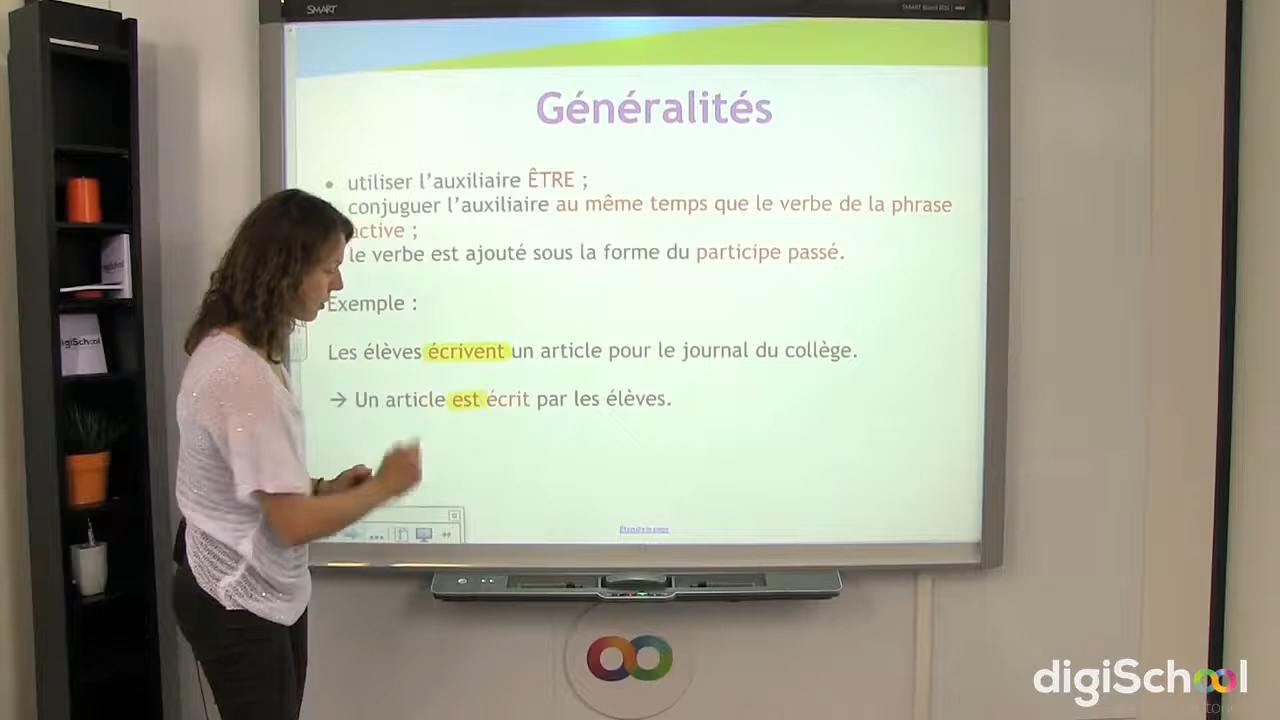 SMART
Généralités
• utiliser l'auxiliaire ÊTRE ;
conjuguer l'auxiliaire au même temps que le verbe de la phrase
active ;
le verbe est ajouté sous la forme du participe passé.
Exemple :
Les élèves écrivent un article pour le journal du collège.
→ Un article est écrit par les élèves.
digiSchool